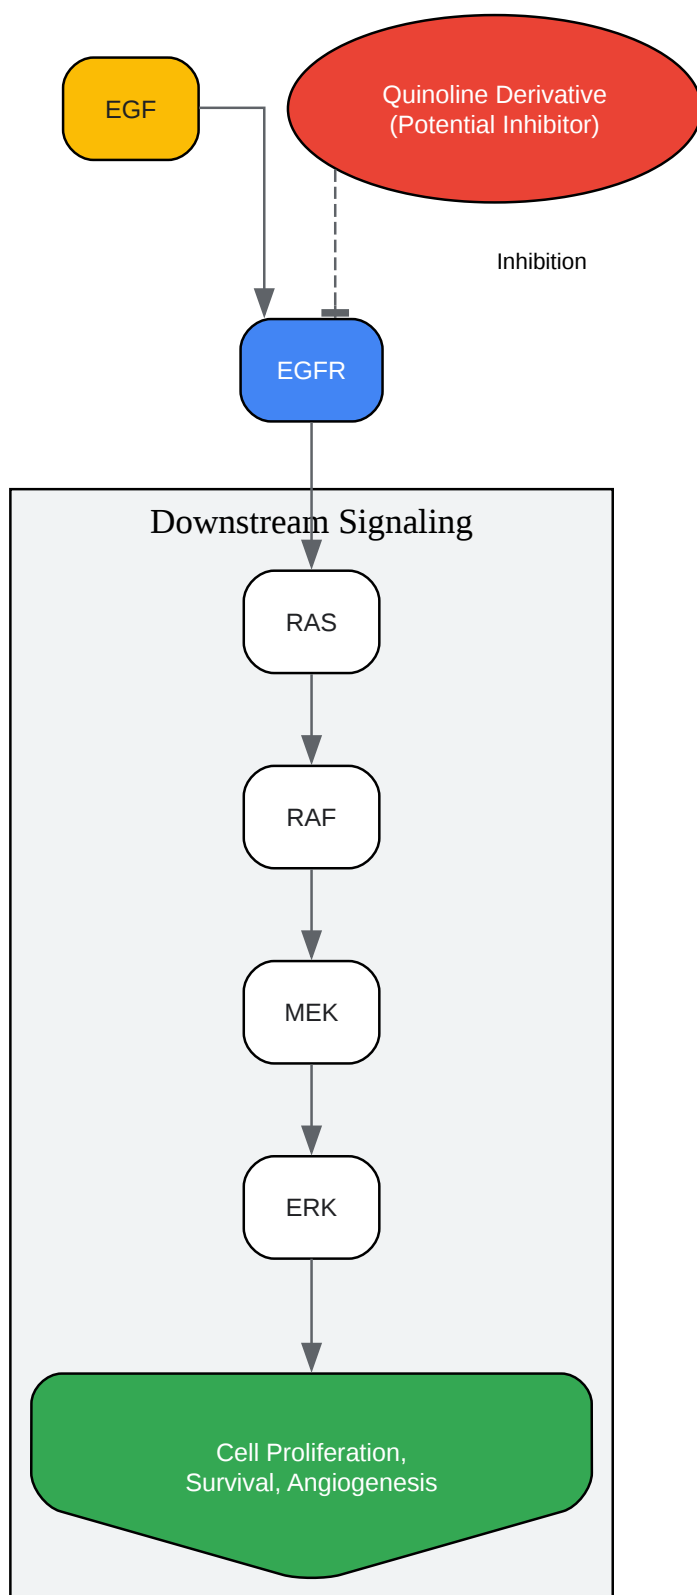 EGF
Quinoline Derivative
(Potential Inhibitor)
Inhibition
EGFR
Downstream Signaling
RAS
RAF
MEK
ERK
Cell Proliferation,
Survival, Angiogenesis